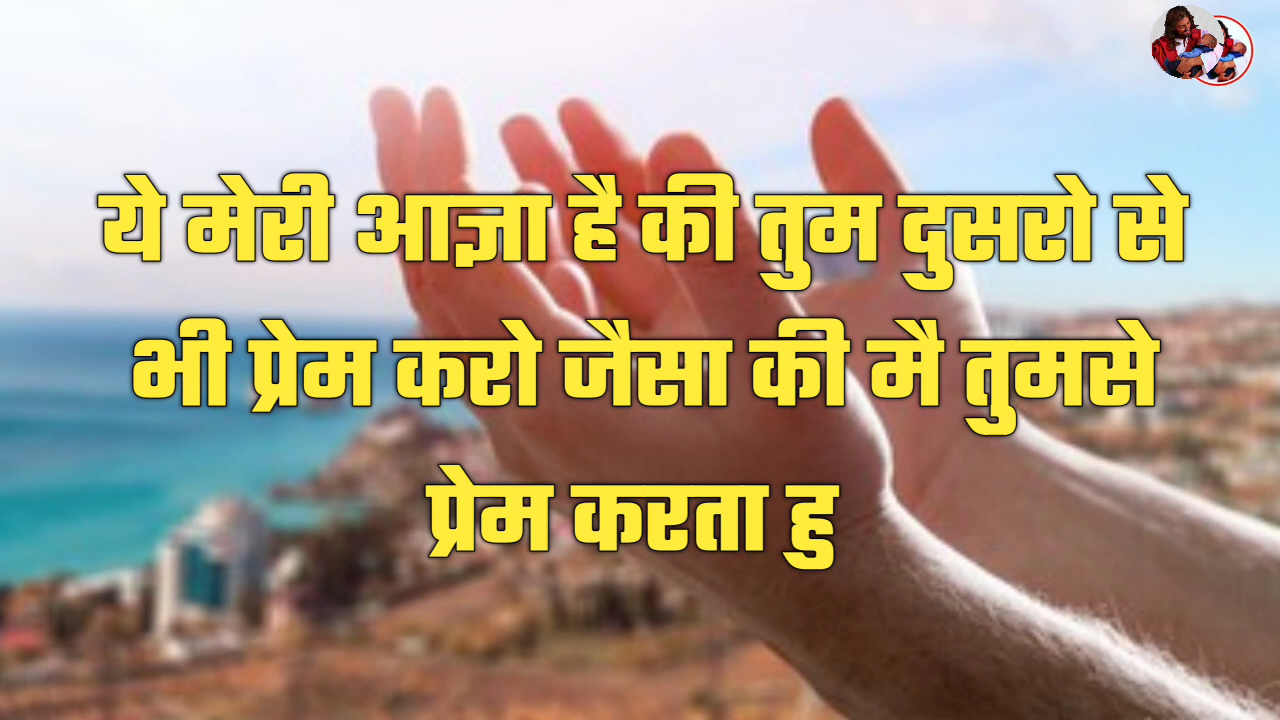 ये मेरी आज्ञा है की तुम दुसरो से
भी प्रेम करो जैसा की मै तुमसे
प्रेम करता हु